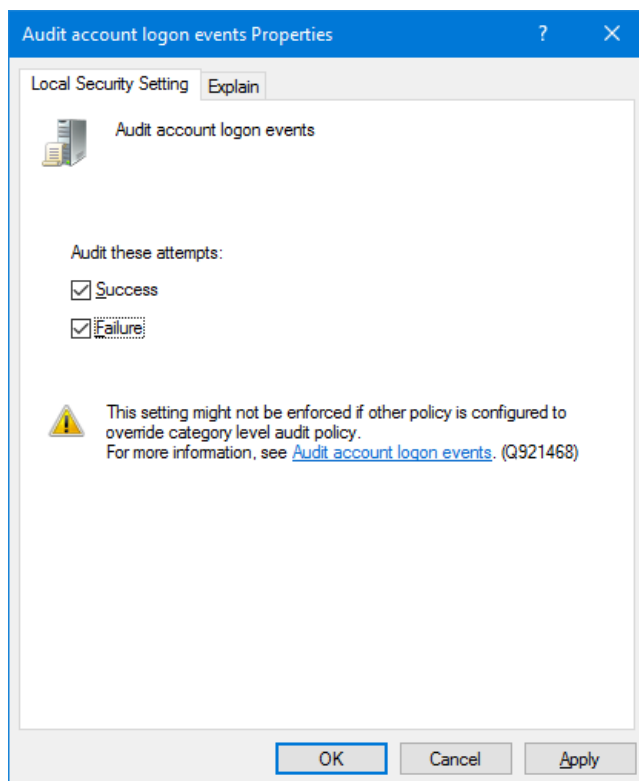 Audit account logon events Properties
?
Local Security Setting
Explain
Audit account logon events
Audit these attempts:
Success
Failure
This setting might not be enforced if other policy is configured to
override category level audit policy.
For more information, see Audit account logon events. (Q921468)
OK
Cancel
Apply